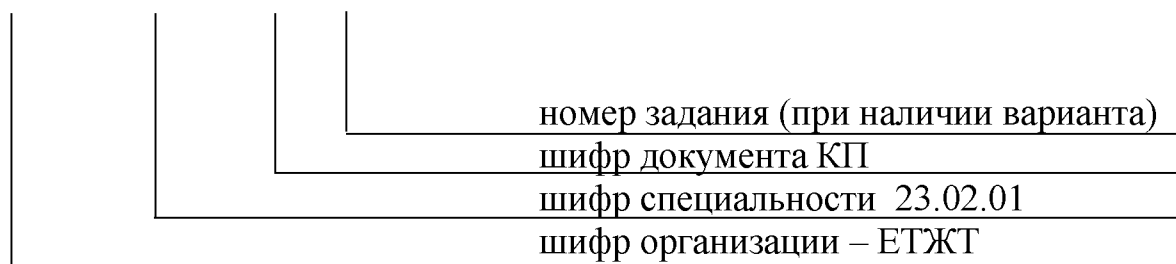 номер задания (при наличии варианта)
шифр документа КП
шифр специальности 23.02.01
шифр организации – ЕТЖТ